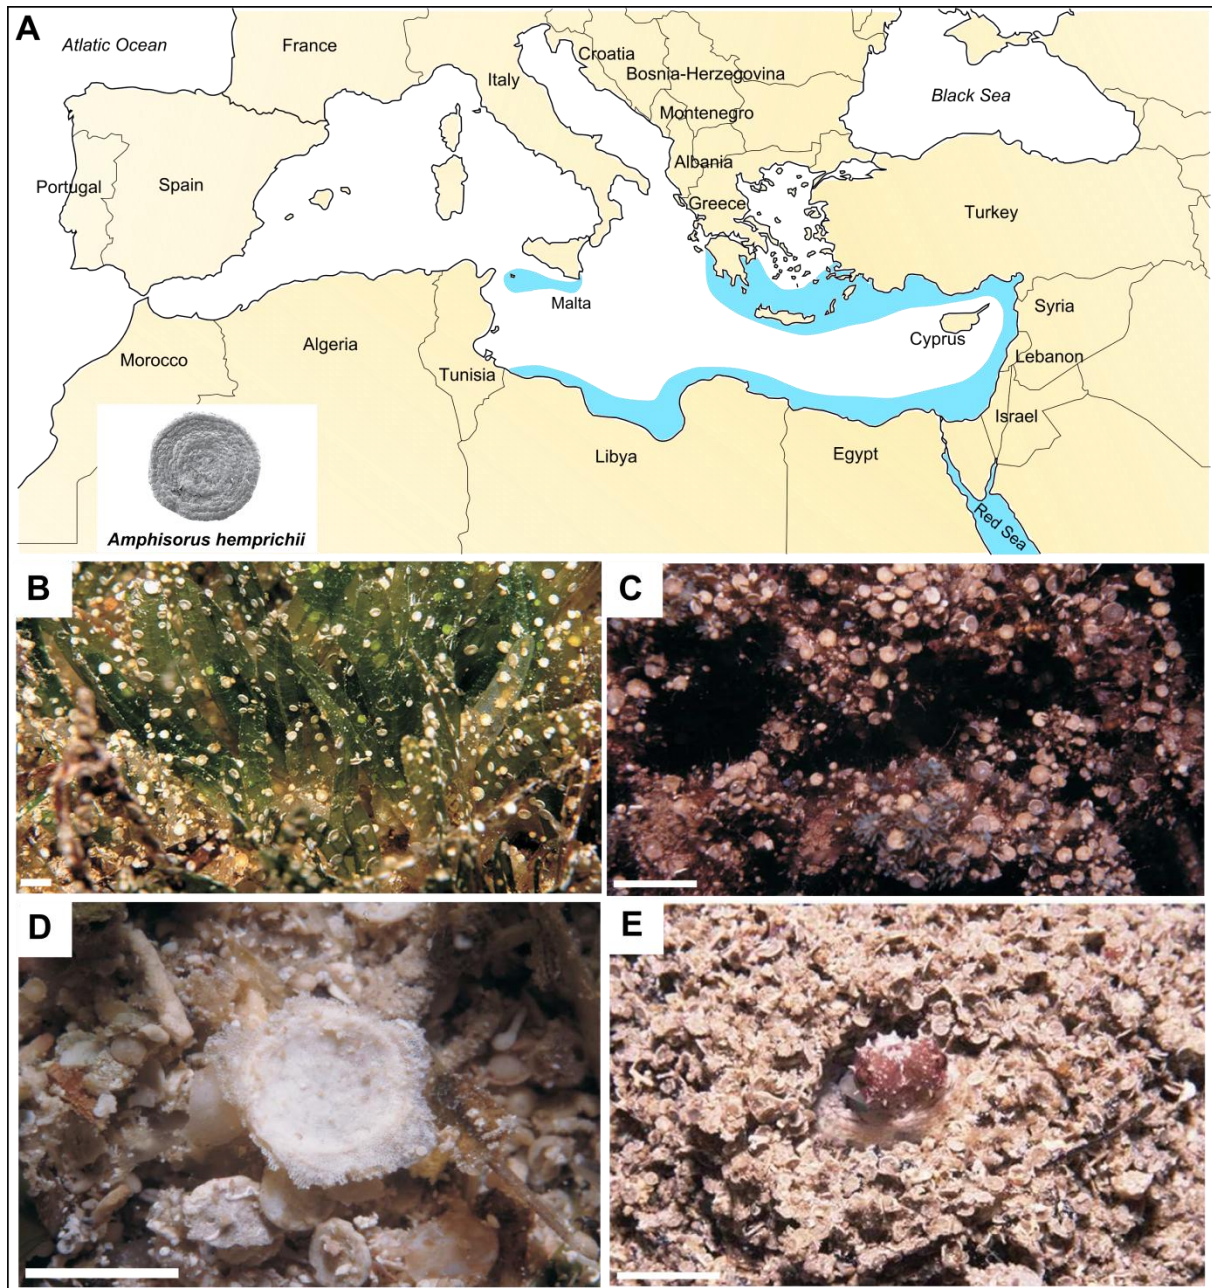 A
Atlatic Ocean
France
Croatia
Italy
Bosnia-Herzegovina
Black Sea
Montenegro
Albania
Portugal
Spain
Greece
Turkey
Malta
Syria
Cyprus
Morocco
Algeria
Tunisia
Lebanon
Israel
Libya
Egypt
Red Sea
Amphisorus hemprichii
B
C
D
E